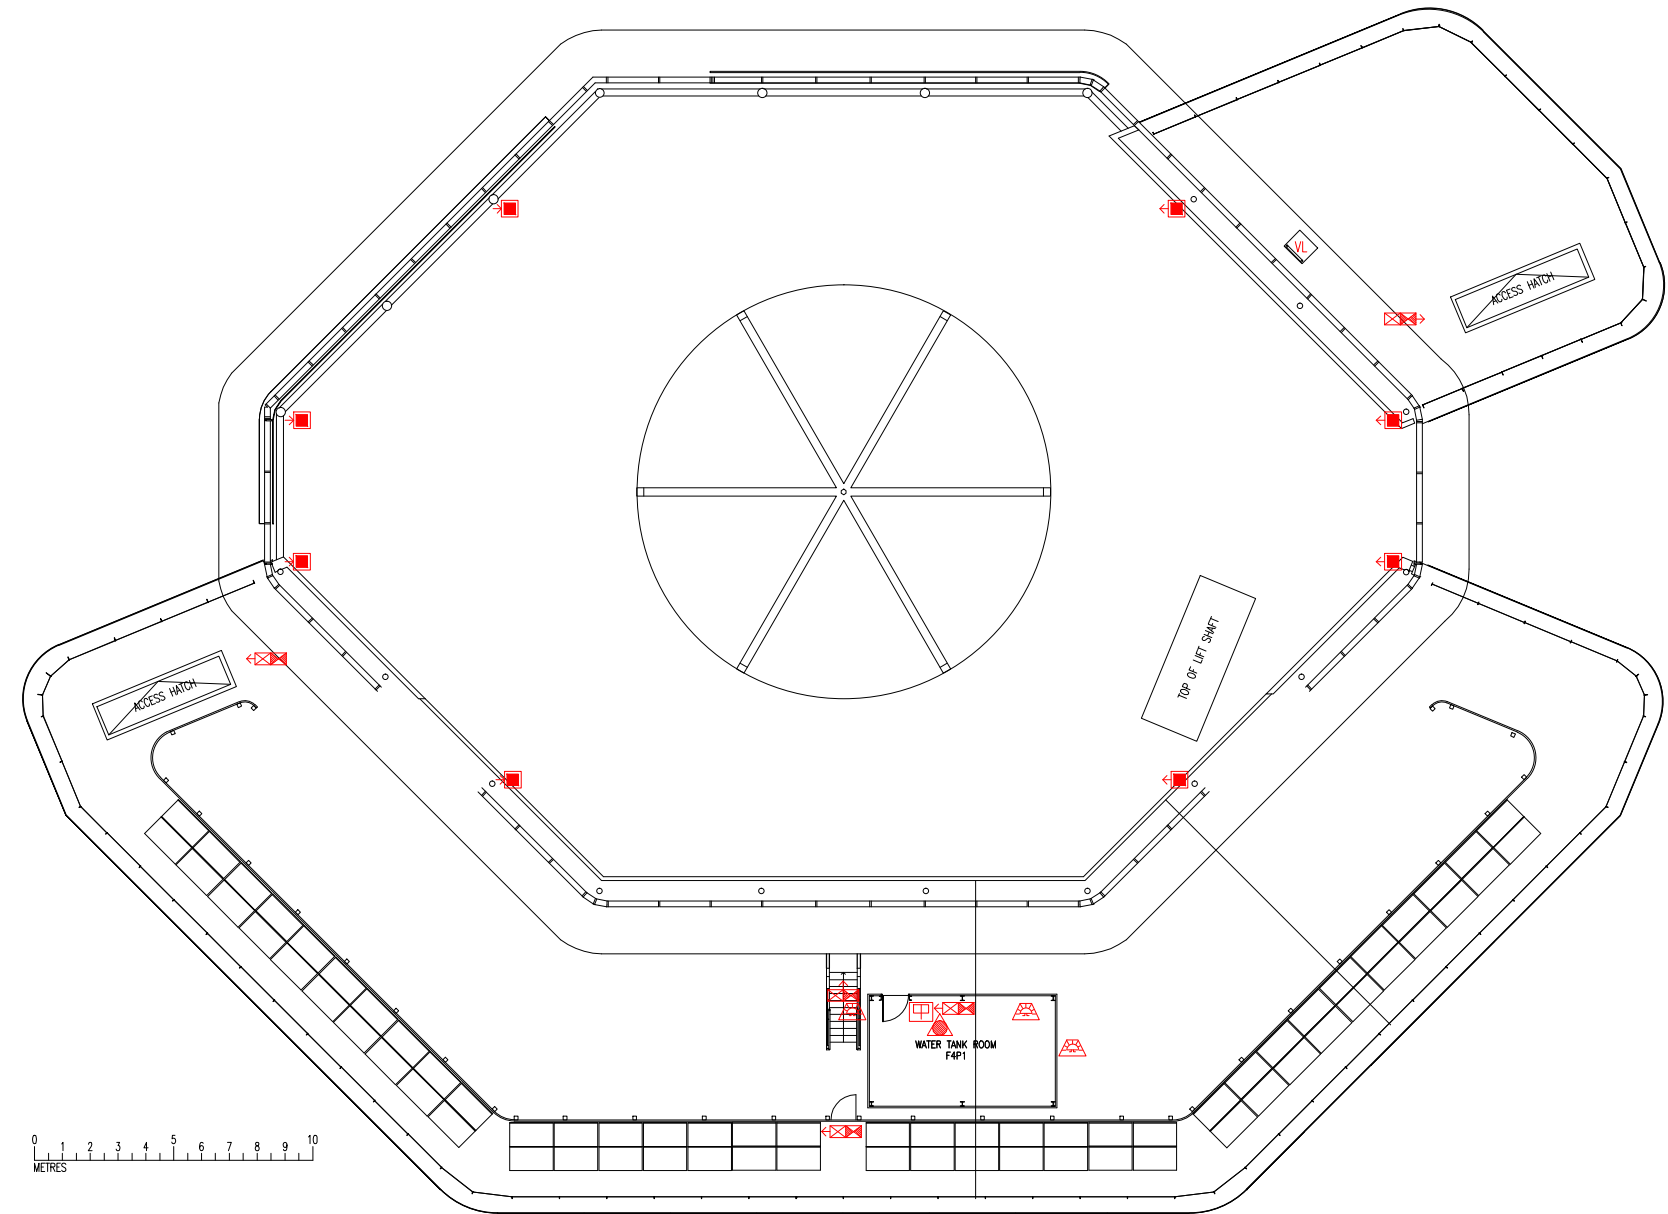 VL
ACCESS HATCH
TOP OF LIFT SHAFT
ACCESS HATCH
WATER TANK ROOM
F4P1
0 1 2 3 4 5 6 7 8 9 10
METRES